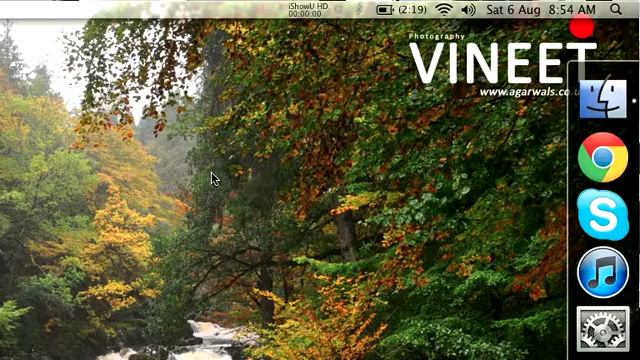 iShowU HD
00:00:00
(2:19)
Sat 6 Aug
8:54 AM
Photography
VINEET
www.agarwals.co.u